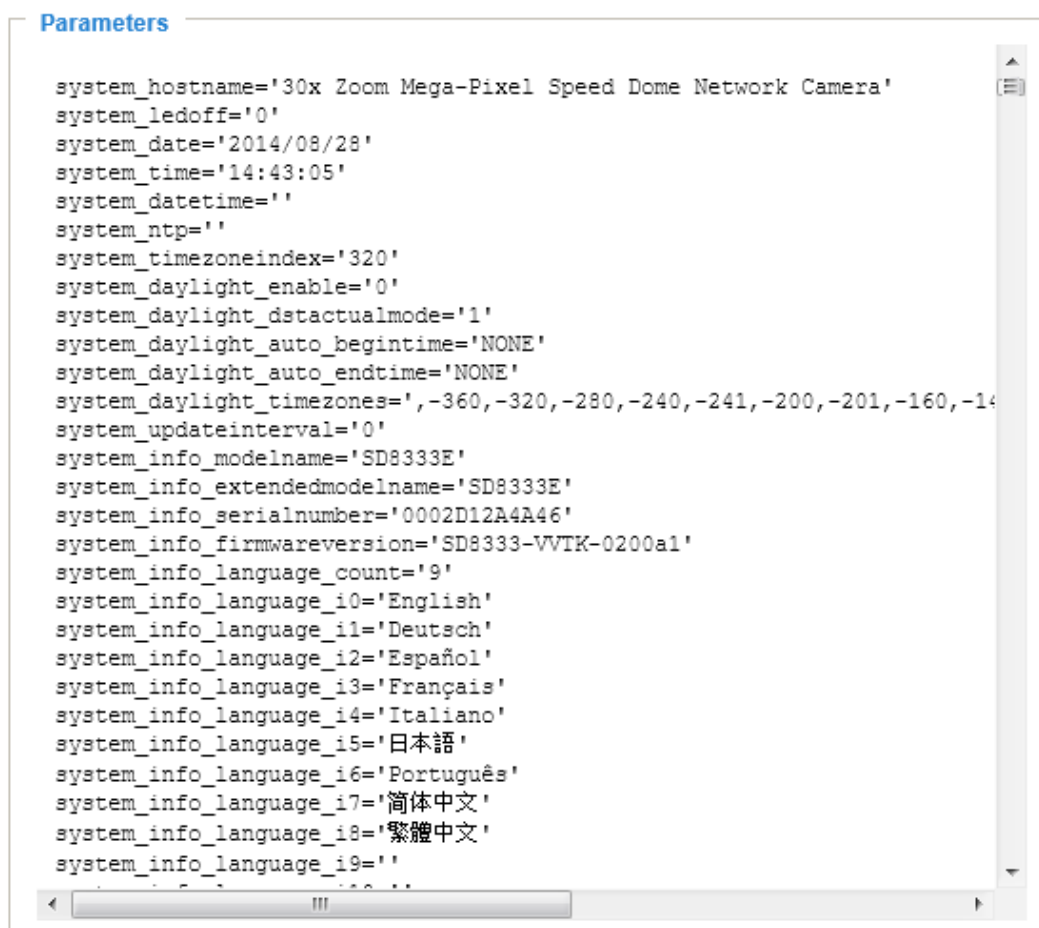 Parameters
system_hostname='30x Zoom Mega-Pixel Speed Dome Network Camera'
system_ledoff='0'
system_date='2014/08/28'
system_time='14:43:05'
system_datetime=''
system_ntp=''
system_timezoneindex='320'
system_daylight_enable='0'
system_daylight_dstactualmode='1'
system_daylight_auto_begintime='NONE'
system_daylight_auto_endtime='NONE'
system_daylight_timezones=',-360,-320,-280,-240,-241,-200,-201,-160,-14
system_updateinterval='0'
system_info_modelname='SD8333E'
system_info_extendedmodelname='SD8333E'
system_info_serialnumber='0002D12A4A46'
system_info_firmwareversion='SD8333-VVTK-0200a1'
system_info_language_count='9'
system_info_language_i0='English'
system_info_language_i1='Deutsch'
system_info_language_i2='Español'
system_info_language_i3='Français'
system_info_language_i4='Italiano'
system_info_language_i5='日本語'
system_info_language_i6='Português'
system_info_language_i7='简体中文'
system_info_language_i8='繁體中文'
system_info_language_i9=''